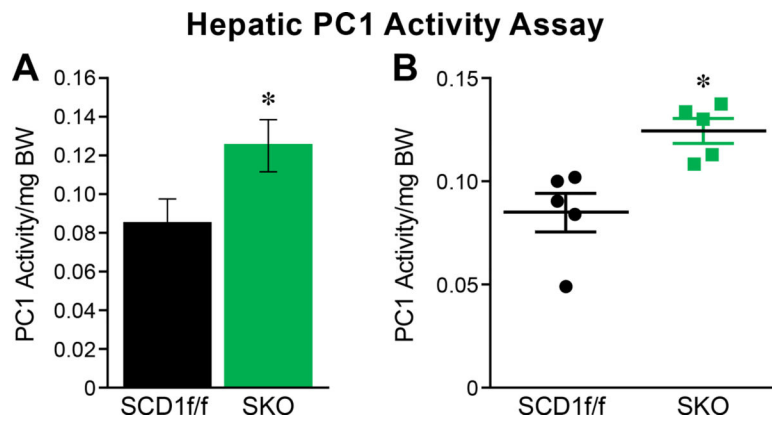 Hepatic PC1 Activity Assay
A
PC1 Activity/mg BW
0.16
0.14
0.12
0.10
0.08
0.06
0.04
0.02
0
*
SCD1f/f SKO
B
PC1 Activity/mg BW
0.15
0.10
0.05
0
*
SCD1f/f SKO